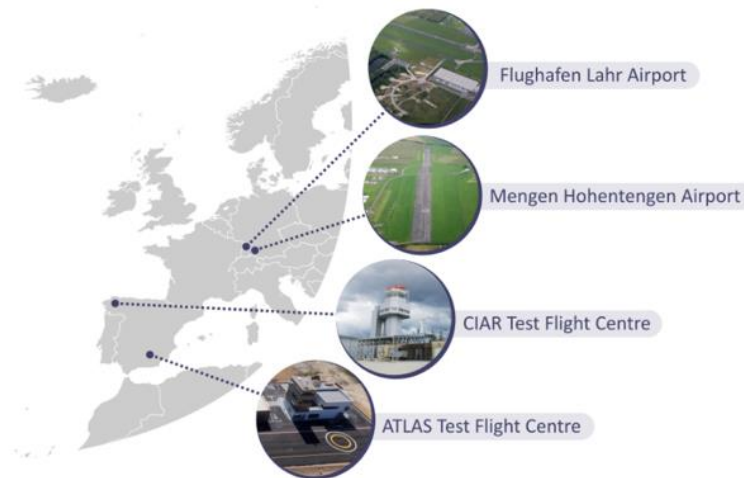 Flughafen Lahr Airport
Mengen Hohentengen Airport
CIAR Test Flight Centre
ATLAS Test Flight Centre